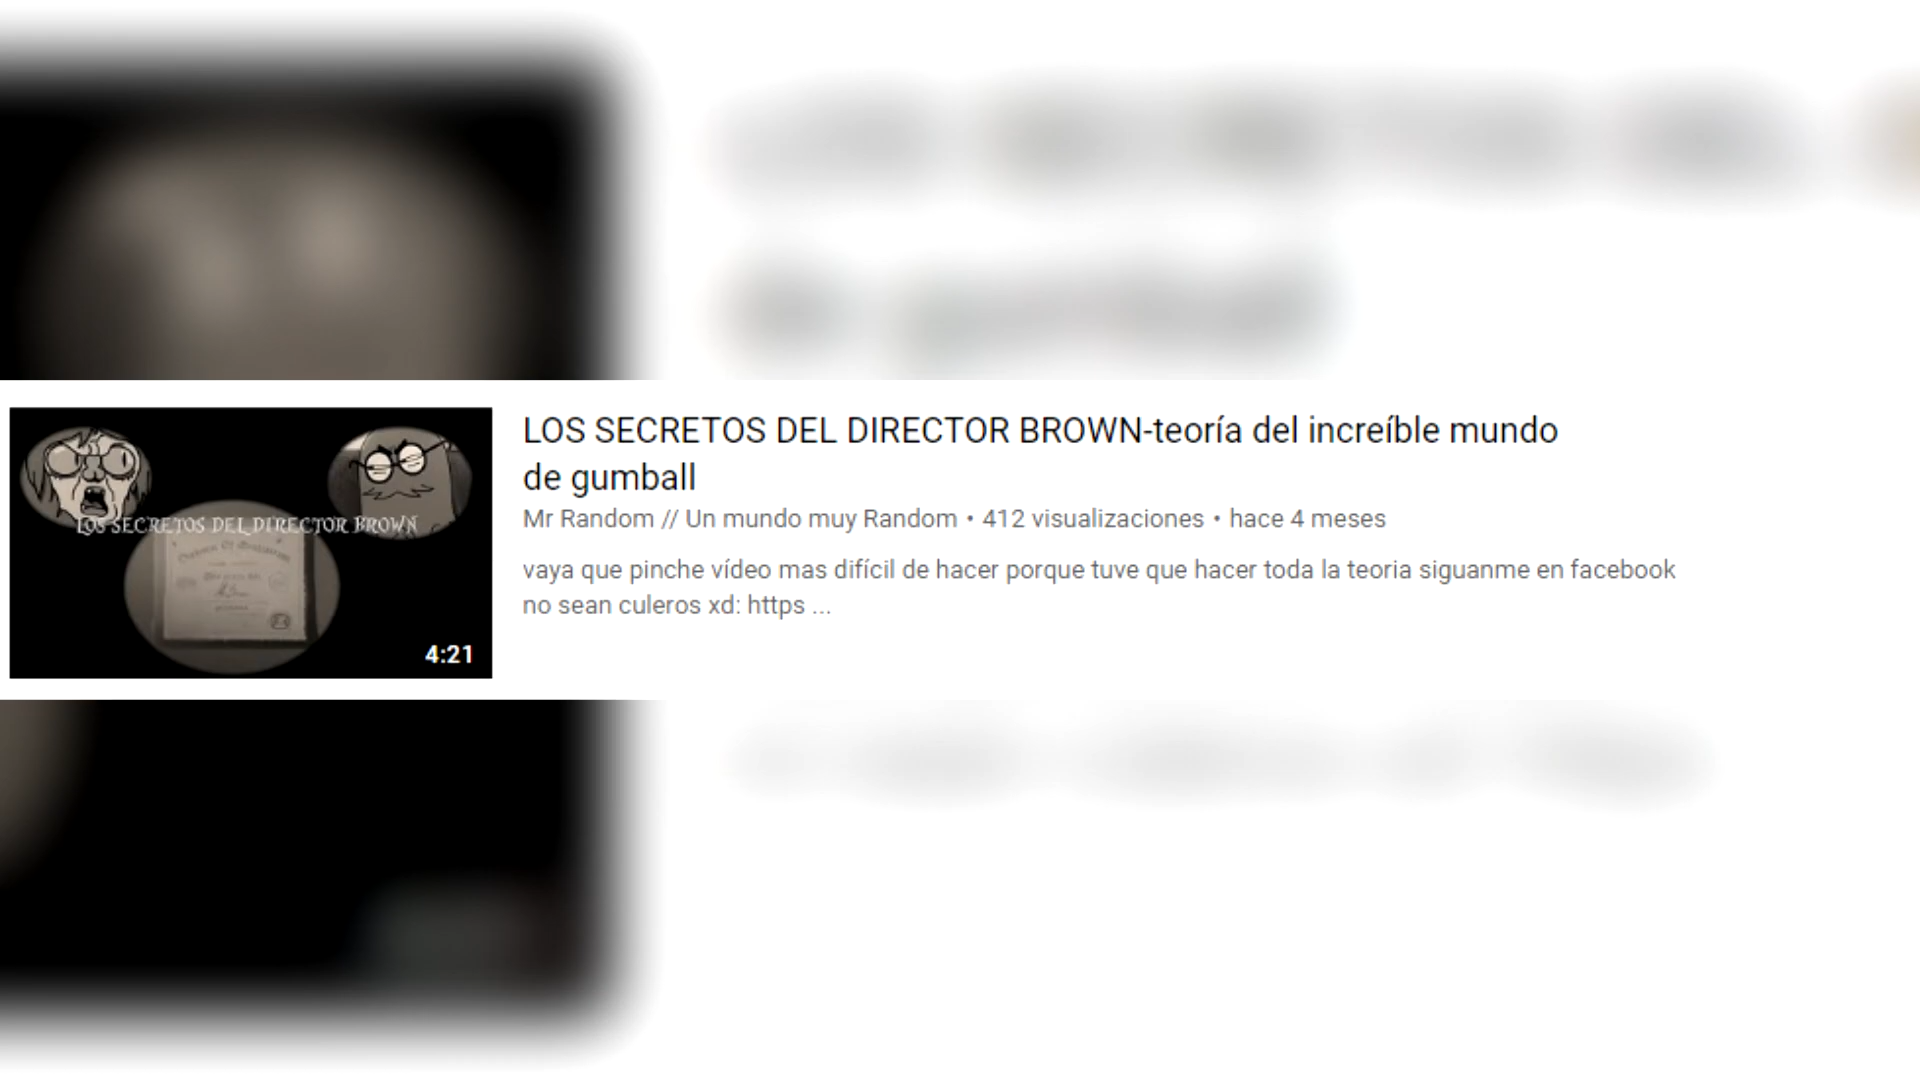 LOS SECRETOS DEL DIRECTOR BROWN
4:21
LOS SECRETOS DEL DIRECTOR BROWN-teoría del increíble mundo
de gumball
Mr Random // Un mundo muy Random • 412 visualizaciones • hace 4 meses
vaya que pinche vídeo mas difícil de hacer porque tuve que hacer toda la teoria siguanme en facebook
no sean culeros xd: https ...